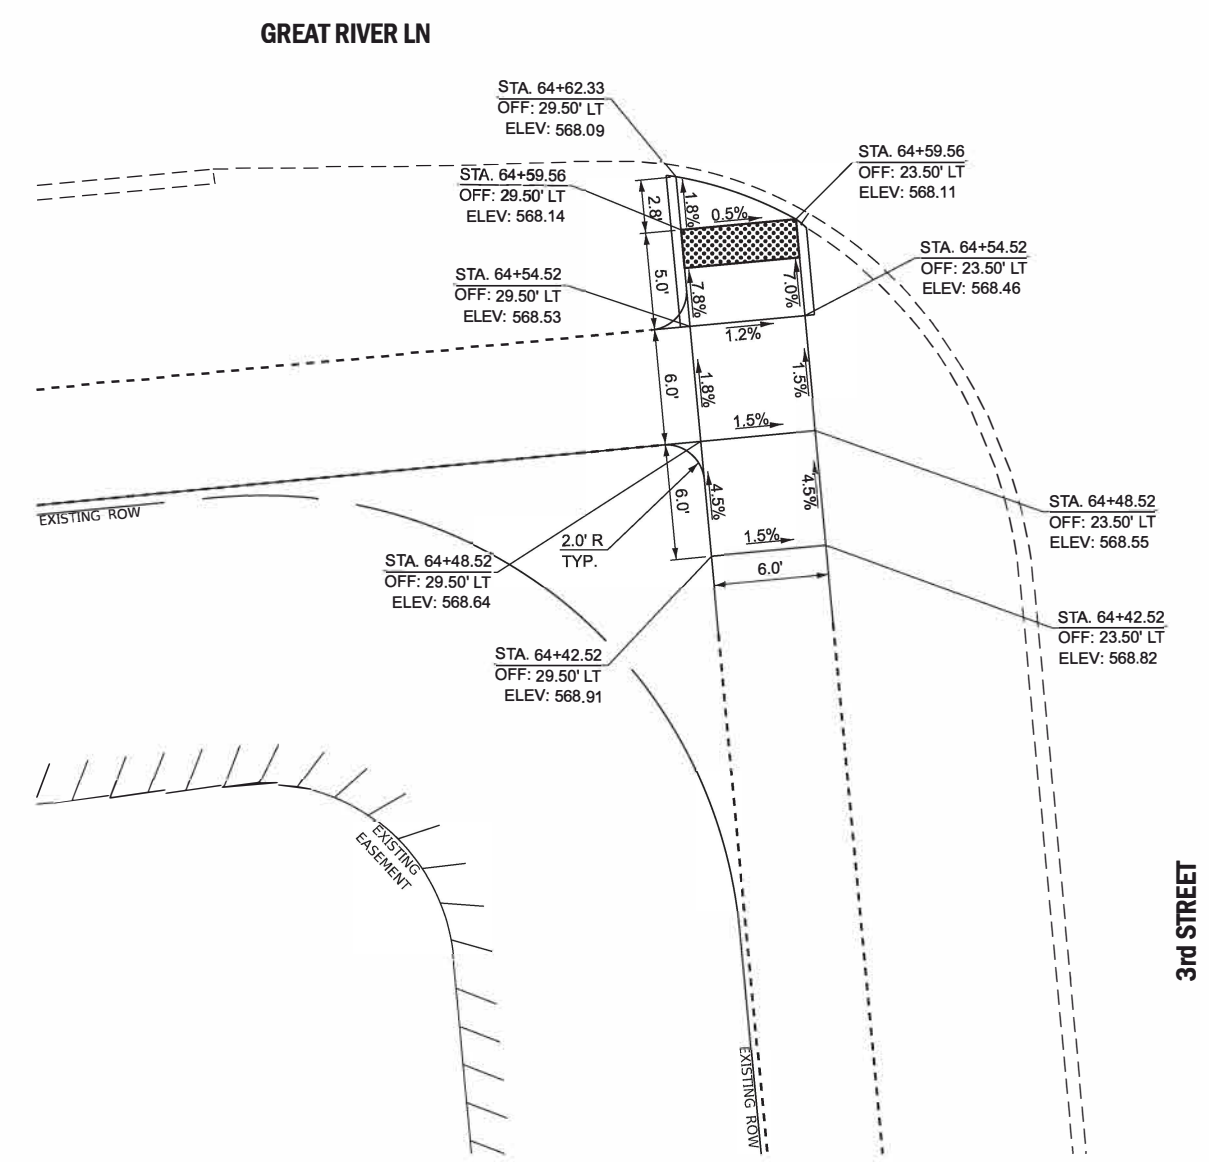 GREAT RIVER LN
STA. 64+62.33
OFF: 29.50' LT
ELEV: 568.09
STA. 64+59.56
OFF: 23.50' LT
ELEV: 568.11
STA. 64+59.56
OFF: 29.50' LT
ELEV: 568.14
2.8'
1.8%
0.5%
STA. 64+54.52
OFF: 23.50' LT
ELEV: 568.46
STA. 64+54.52
OFF: 29.50' LT
ELEV: 568.53
5.0'
7.8%
7.0%
1.2%
6.0'
1.8%
1.5%
1.5%
EXISTING ROW
6.0'
4.5%
4.5%
STA. 64+48.52
OFF: 23.50' LT
ELEV: 568.55
2.0' R
TYP.
1.5%
STA. 64+48.52
OFF: 29.50' LT
ELEV: 568.64
6.0'
STA. 64+42.52
OFF: 23.50' LT
ELEV: 568.82
STA. 64+42.52
OFF: 29.50' LT
ELEV: 568.91
EXISTING
EASEMENT
3rd STREET
EXISTING ROW